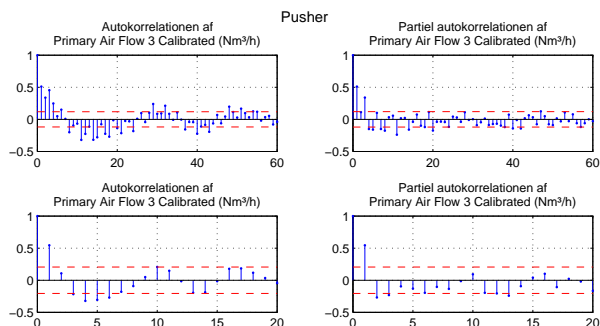 Pusher
Autokorrelationen af
Primary Air Flow 3 Calibrated (Nm³/h)
1
0.5
0
−0.5
0 20 40 60
Partiel autokorrelationen af
Primary Air Flow 3 Calibrated (Nm³/h)
1
0.5
0
−0.5
0 20 40 60
Autokorrelationen af
Primary Air Flow 3 Calibrated (Nm³/h)
1
0.5
0
−0.5
0 5 10 15 20
Partiel autokorrelationen af
Primary Air Flow 3 Calibrated (Nm³/h)
1
0.5
0
−0.5
0 5 10 15 20